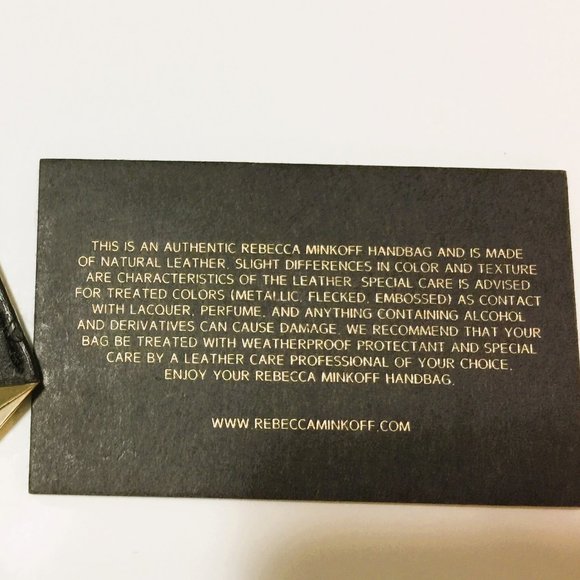 THIS IS AN AUTHENTIC REBECCA MINKOFF HANDBAG AND IS MADE
OF NATURAL LEATHER. SLIGHT DIFFERENCES IN COLOR AND TEXTURE
ARE CHARACTERISTICS OF THE LEATHER. SPECIAL CARE IS ADVISED
FOR TREATED COLORS (METALLIC, FLECKED, EMBOSSED) AS CONTACT
WITH LACQUER, PERFUME, AND ANYTHING CONTAINING ALCOHOL
AND DERIVATIVES CAN CAUSE DAMAGE. WE RECOMMEND THAT YOUR
BAG BE TREATED WITH WEATHERPROOF PROTECTANT AND SPECIAL
CARE BY A LEATHER CARE PROFESSIONAL OF YOUR CHOICE.
ENJOY YOUR REBECCA MINKOFF HANDBAG.
WWW.REBECCAMINKOFF.COM